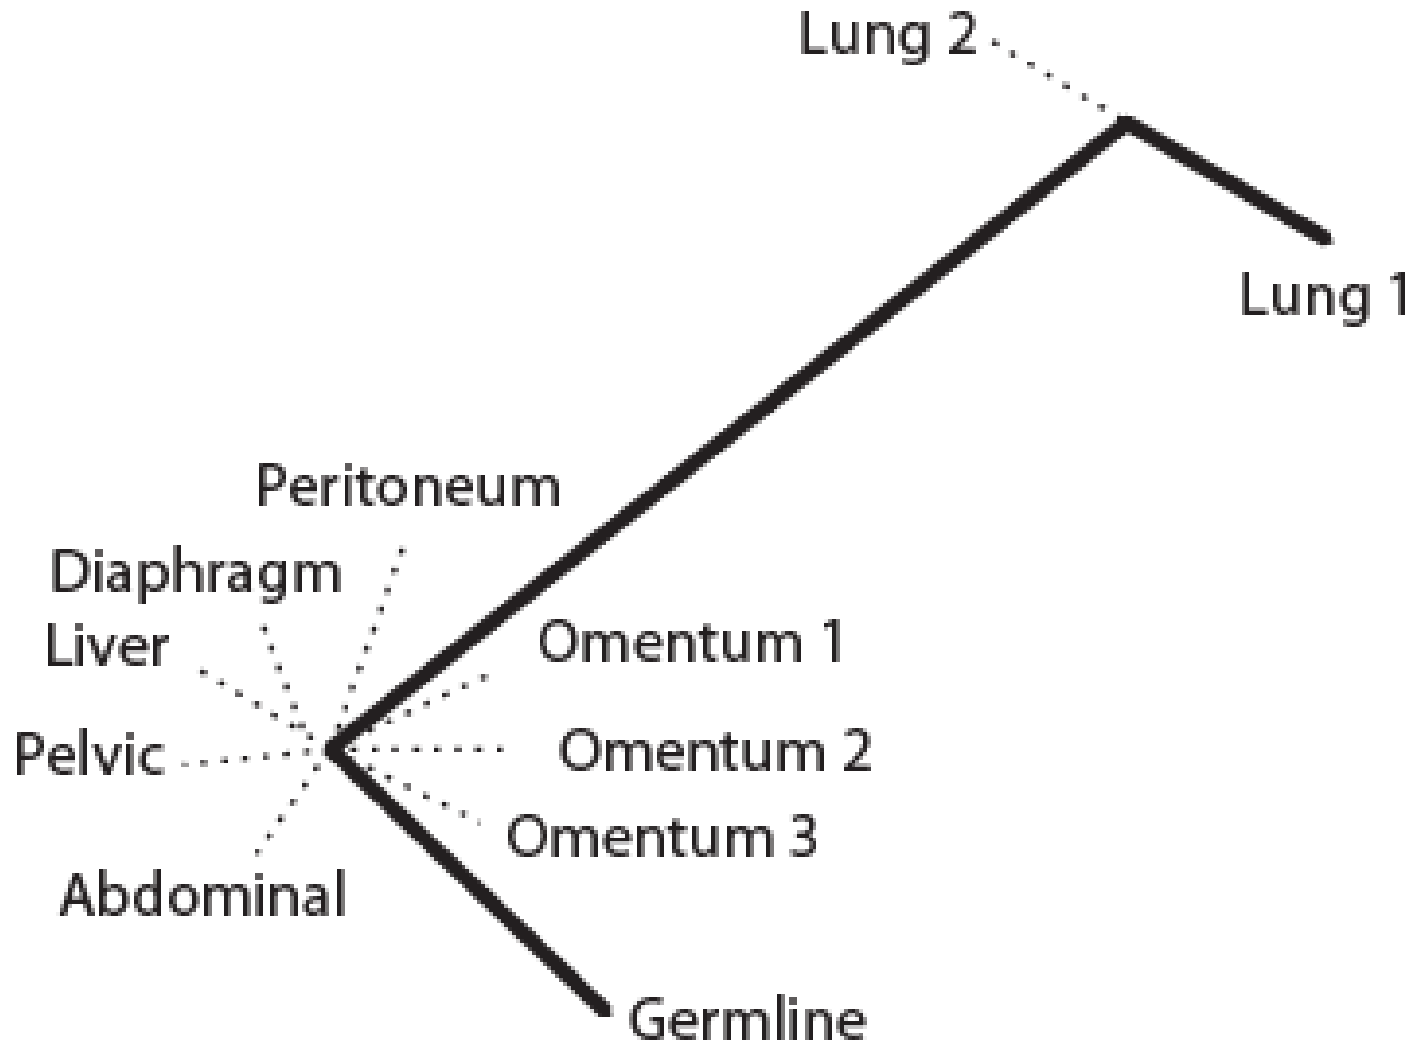 Lung 2
Lung 1
Peritoneum
Diaphragm
Liver
Omentum 1
Pelvic
Omentum 2
Omentum 3
Abdominal
Germline